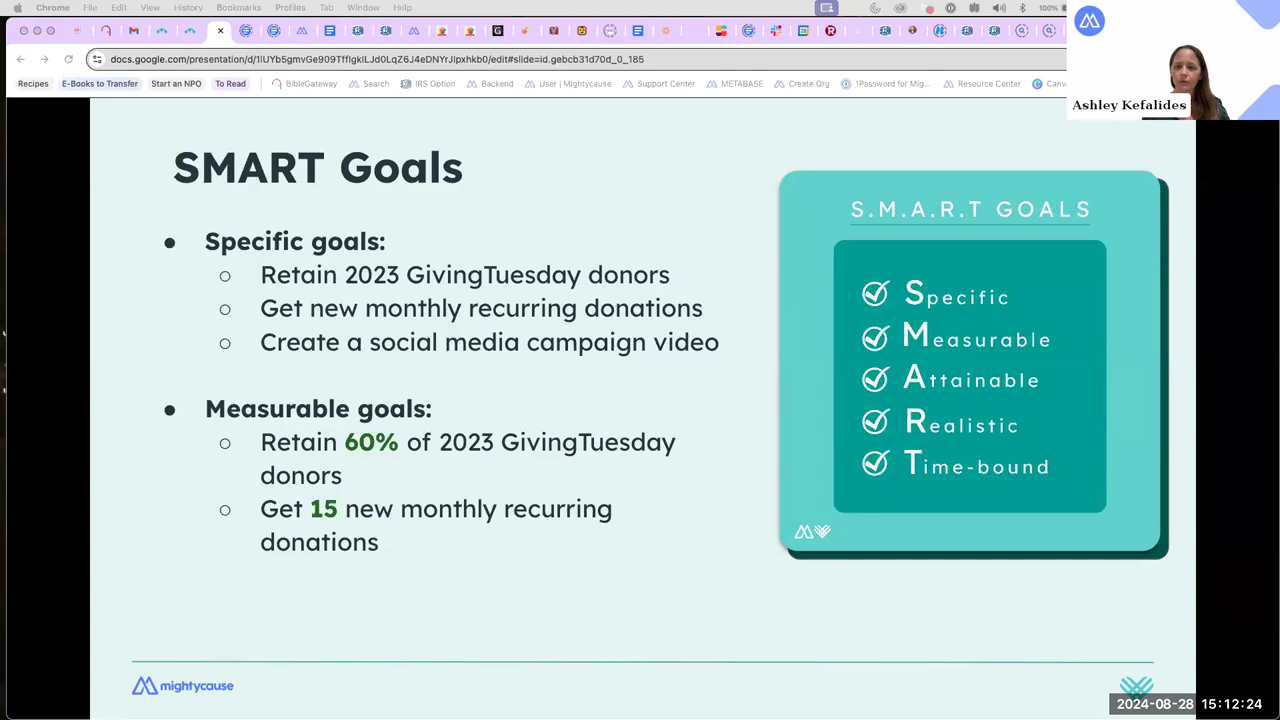 Chrome File Edit View History Bookmarks Profiles Tab Window Help 100%
docs.google.com/presentation/d/
/edit#slide=id.gebcb31d70d_0_185
Recipes E-Books to Transfer Start an NPO To Read BibleGateway Search IRS Option Backend User | Mightycause Support Center METABASE Create Org 1Password for Mig... Resource Center Canv
Ashley Kefalides
SMART Goals
● Specific goals:
○ Retain 2023 GivingTuesday donors
○ Get new monthly recurring donations
○ Create a social media campaign video
● Measurable goals:
○ Retain 60% of 2023 GivingTuesday
donors
○ Get 15 new monthly recurring
donations
S.M.A.R.T GOALS
Specific
Measurable
Attainable
Realistic
Time-bound
mightycause
2024-08-28 15:12:24